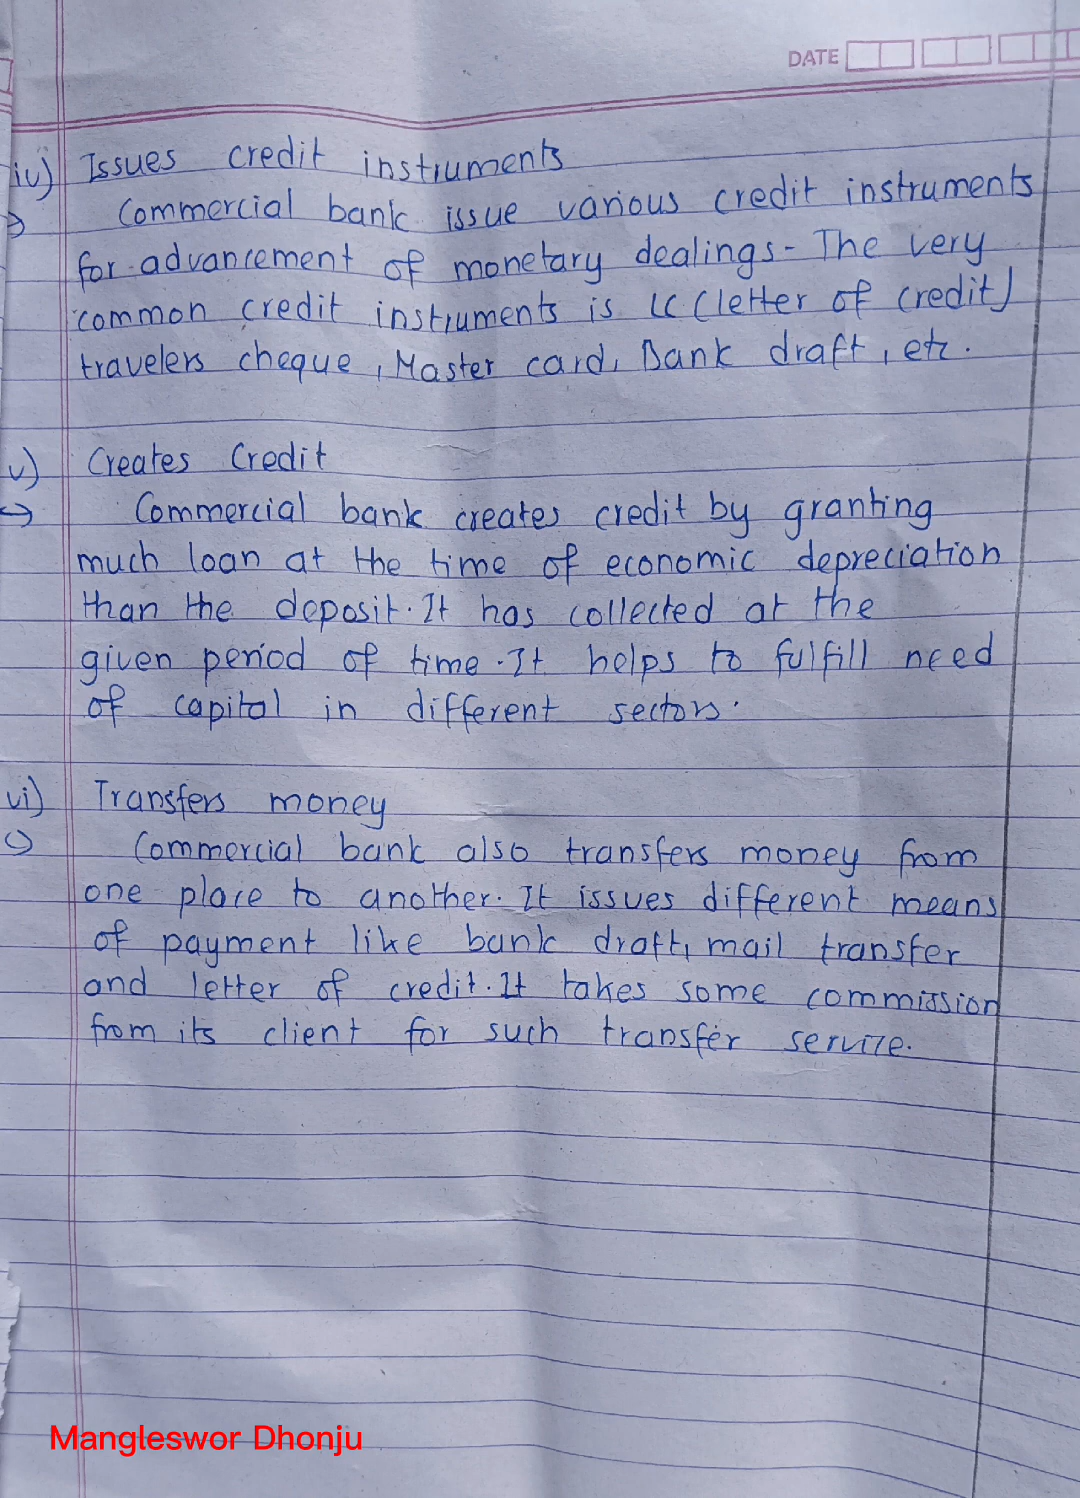 DATE
iv) Issues credit instruments
→ Commercial bank issue various credit instruments
for advancement of monetary dealings- The very
common credit instruments is LC (letter of credit)
travelers cheque, Master card, Bank draft, etc.
v) Creates Credit
→ Commercial bank creates credit by granting
much loan at the time of economic depreciation
than the deposit. It has collected at the
given period of time. It helps to fulfill need
of capital in different sectors.
vi) Transfers money
→ Commercial bank also transfers money from
one place to another. It issues different means
of payment like bank draft, mail transfer
and letter of credit. It takes some commission
from its client for such transfer service.
Mangleswor Dhonju